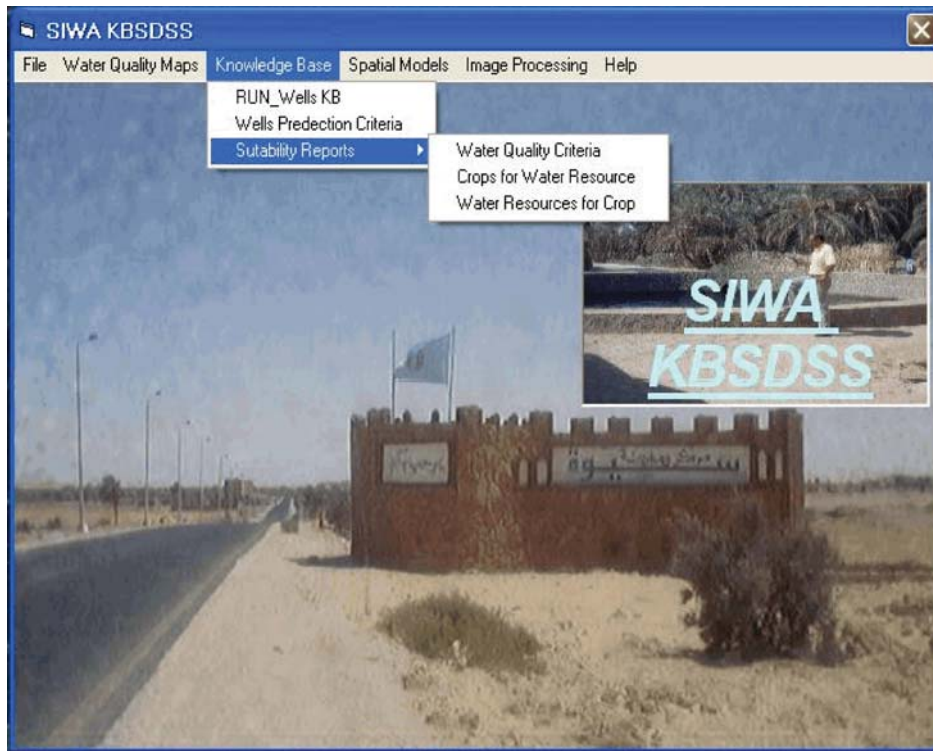 SIWA KBSDSS
File Water Quality Maps Knowledge Base Spatial Models Image Processing Help
RUN_Wells KB
Wells Predection Criteria
Sutability Reports
Water Quality Criteria
Crops for Water Resource
Water Resources for Crop
SIWA
KBSDSS
سيوة